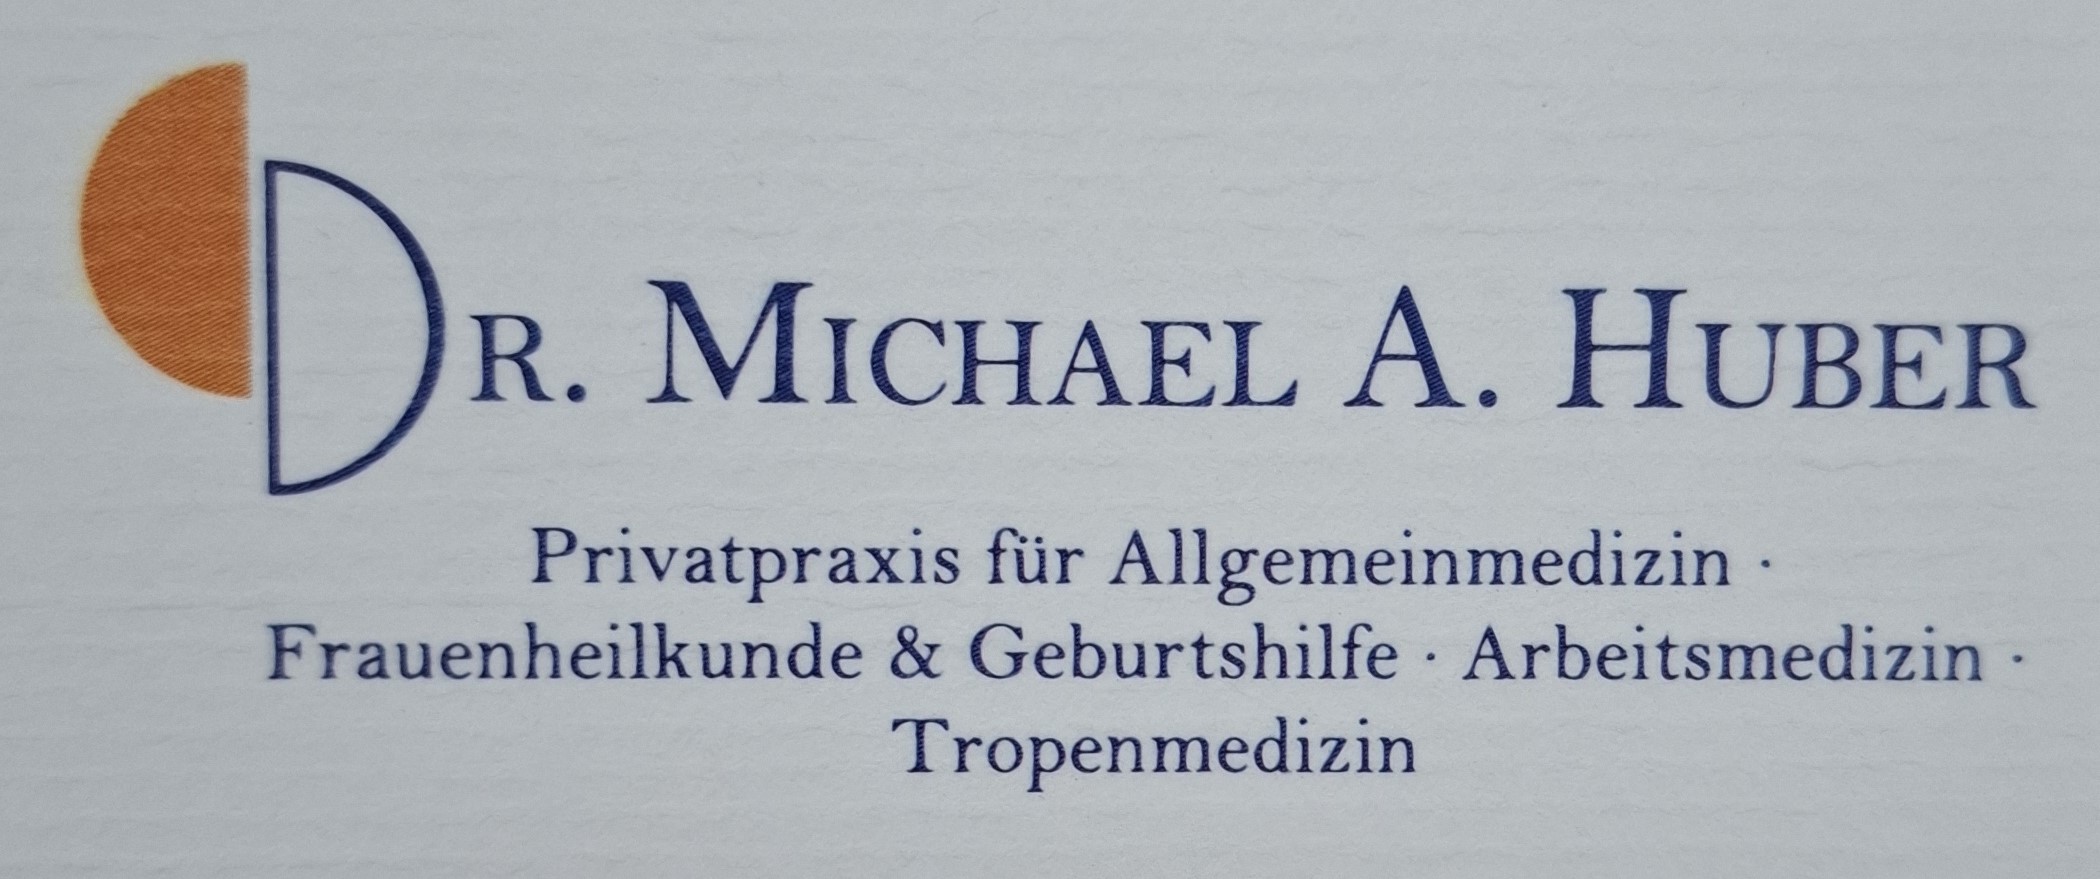 Dr. Michael A. Huber
Privatpraxis für Allgemeinmedizin ·
Frauenheilkunde & Geburtshilfe · Arbeitsmedizin ·
Tropenmedizin